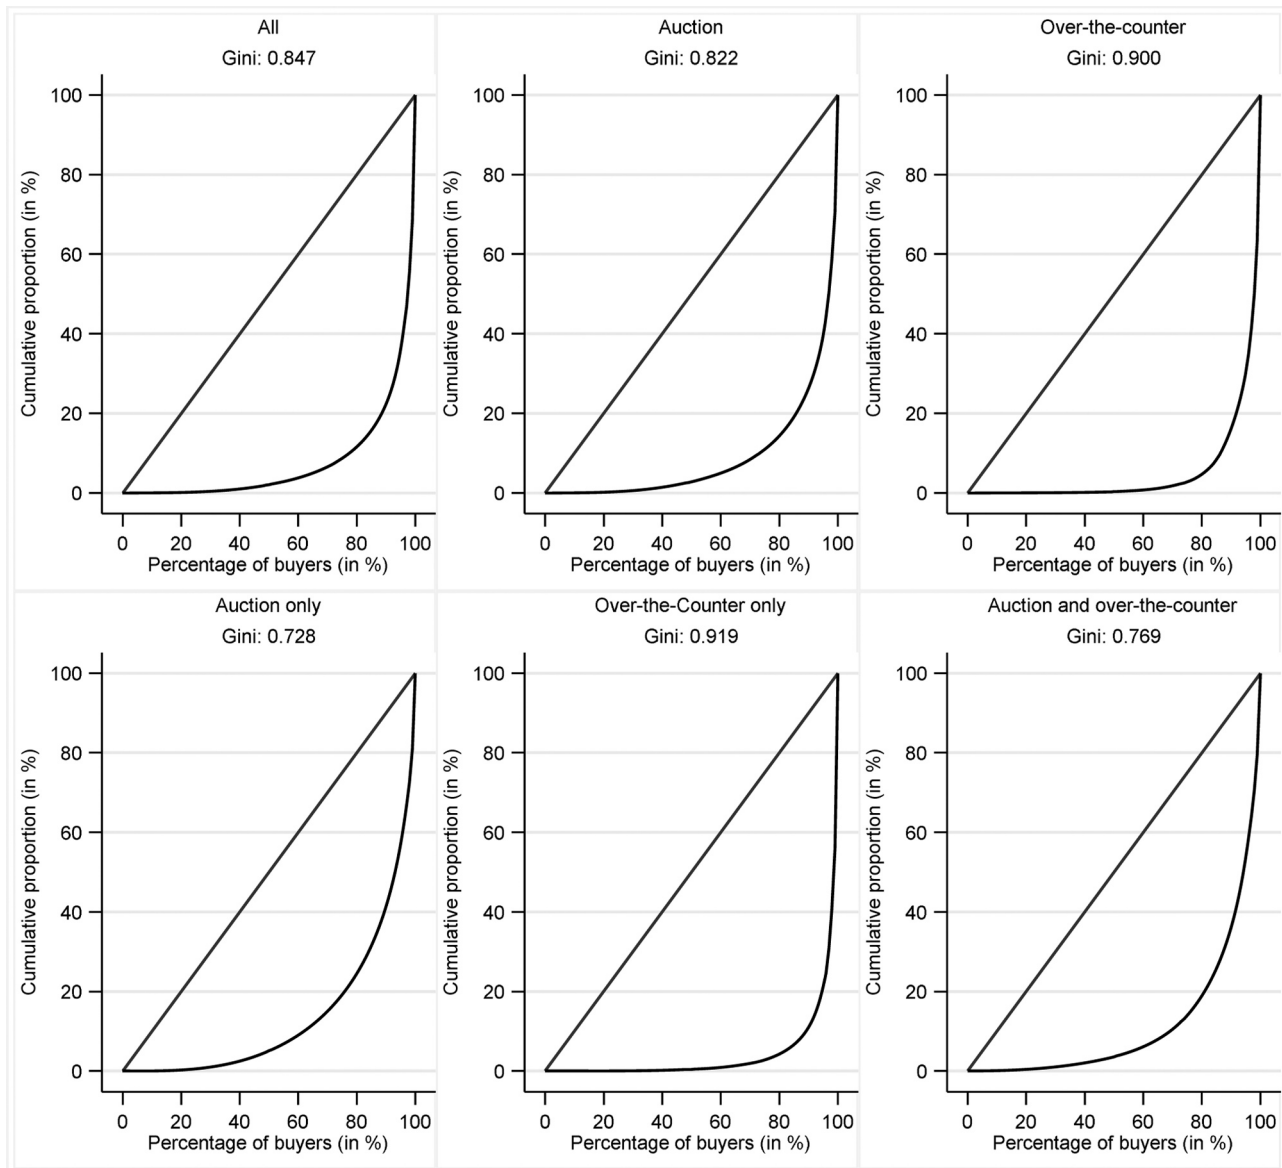 All
Gini: 0.847
Cumulative proportion (in %)
100
80
60
40
20
0
0 20 40 60 80 100
Percentage of buyers (in %)
Auction
Gini: 0.822
Cumulative proportion (in %)
100
80
60
40
20
0
0 20 40 60 80 100
Percentage of buyers (in %)
Over-the-counter
Gini: 0.900
Cumulative proportion (in %)
100
80
60
40
20
0
0 20 40 60 80 100
Percentage of buyers (in %)
Auction only
Gini: 0.728
Cumulative proportion (in %)
100
80
60
40
20
0
0 20 40 60 80 100
Percentage of buyers (in %)
Over-the-Counter only
Gini: 0.919
Cumulative proportion (in %)
100
80
60
40
20
0
0 20 40 60 80 100
Percentage of buyers (in %)
Auction and over-the-counter
Gini: 0.769
Cumulative proportion (in %)
100
80
60
40
20
0
0 20 40 60 80 100
Percentage of buyers (in %)